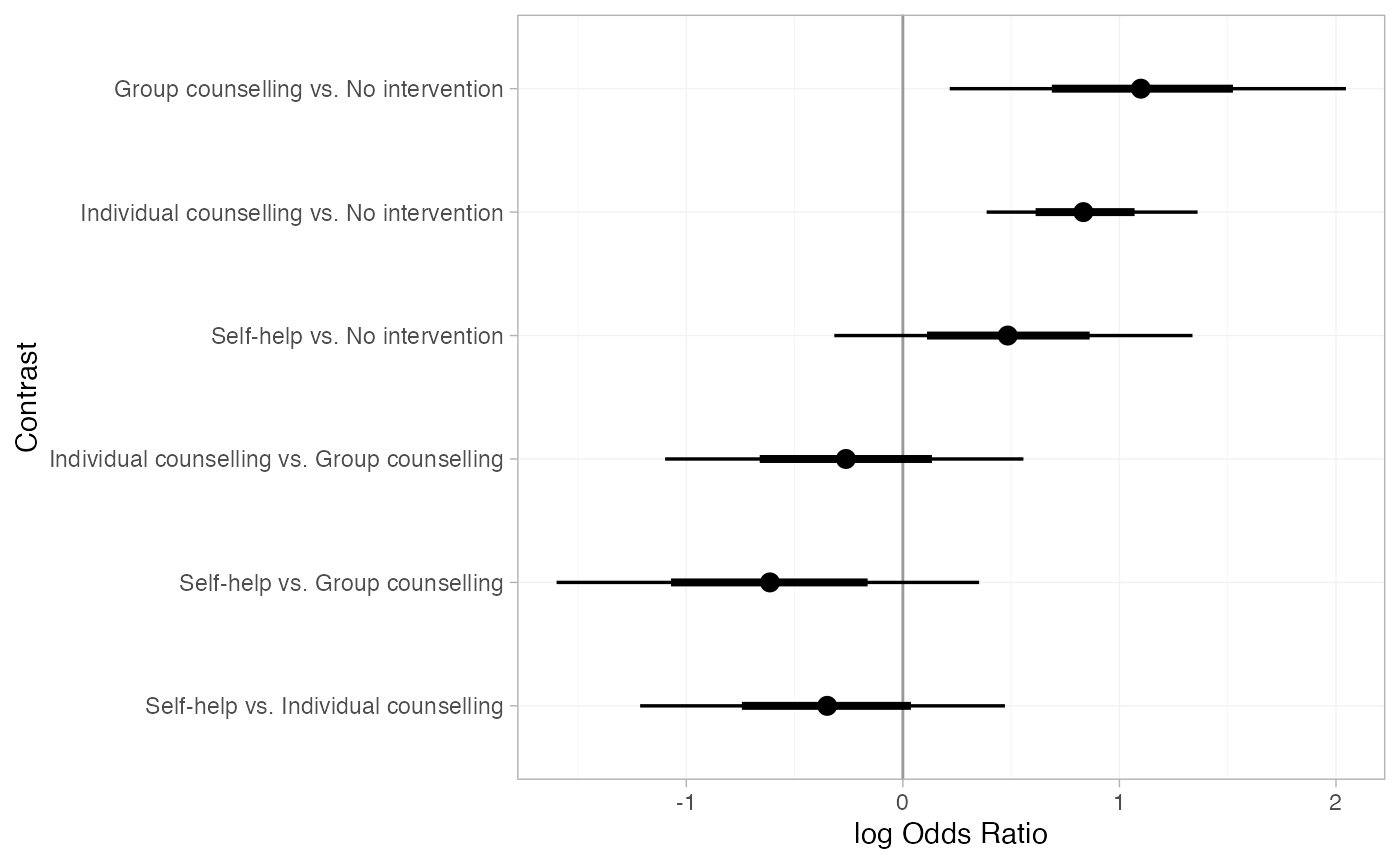 Group counselling vs. No intervention
Individual counselling vs. No intervention
Self-help vs. No intervention
Individual counselling vs. Group counselling
Self-help vs. Group counselling
Self-help vs. Individual counselling
Contrast
-1 0 1 2
log Odds Ratio